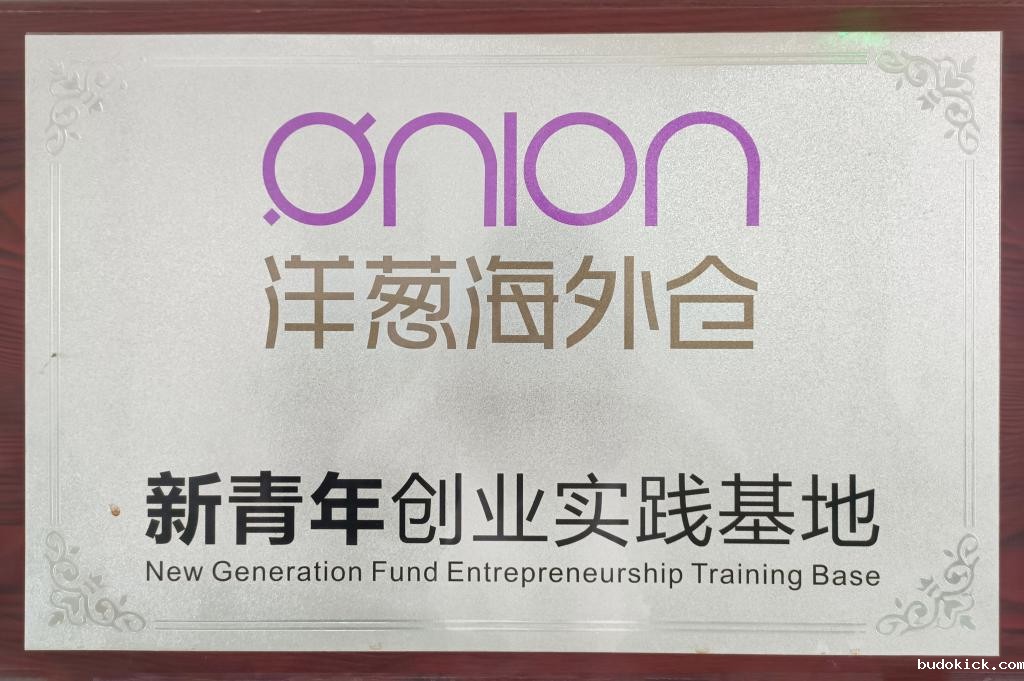 onion
洋葱海外仓
新青年创业实践基地
New Generation Fund Entrepreneurship Training Base
budokick.com